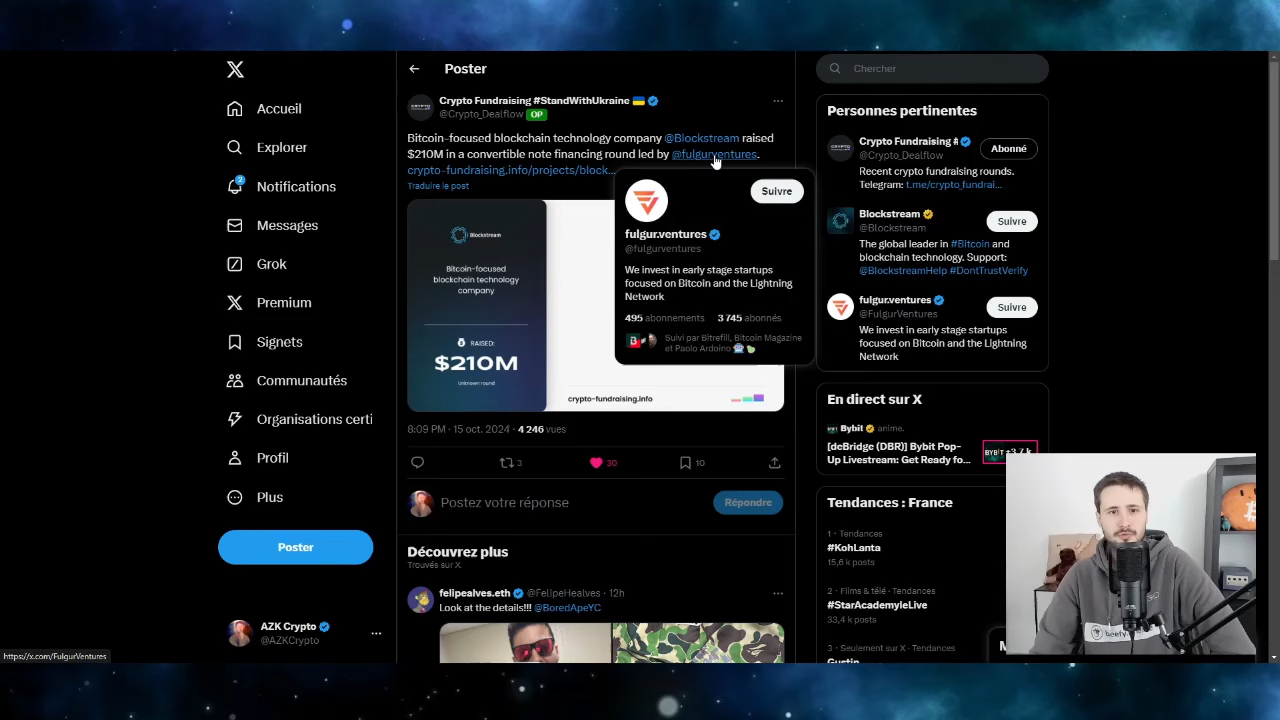 Accueil
Explorer
2
Notifications
Messages
Grok
Premium
Signets
Communautés
Organisations certi
Profil
Plus
Poster
AZK Crypto
@AZKCrypto
https://x.com/FulgurVentures
Poster
Crypto Fundraising #StandWithUkraine
@Crypto_Dealflow OP
Bitcoin-focused blockchain technology company @Blockstream raised
$210M in a convertible note financing round led by @fulgurventures.
crypto-fundraising.info/projects/block...
Traduire le post
Blockstream
Bitcoin-focused
blockchain technology
company
RAISED:
$210M
Unknown round
crypto-fundraising.info
Suivre
fulgur.ventures
@fulgurventures
We invest in early stage startups
focused on Bitcoin and the Lightning
Network
495 abonnements 3 745 abonnés
Suivi par Bitrefill, Bitcoin Magazine
et Paolo Ardoino
8:09 PM · 15 oct. 2024 · 4 246 vues
3
30
10
Postez votre réponse
Répondre
Découvrez plus
Trouvés sur X
felipealves.eth @FelipeHealves · 12h
Look at the details!!! @BoredApeYC
Chercher
Personnes pertinentes
Crypto Fundraising #
@Crypto_Dealflow
Abonné
Recent crypto fundraising rounds.
Telegram: t.me/crypto_fundrai...
Blockstream
@Blockstream
Suivre
The global leader in #Bitcoin and
blockchain technology. Support:
@BlockstreamHelp #DontTrustVerify
fulgur.ventures
@FulgurVentures
Suivre
We invest in early stage startups
focused on Bitcoin and the Lightning
Network
En direct sur X
Bybit anime.
[deBridge (DBR)] Bybit Pop-
Up Livestream: Get Ready fo...
BYBIT +3,7 k
Tendances : France
1 · Tendances
#KohLanta
15,6 k posts
2 · Films & télé · Tendances
#StarAcademyleLive
33,4 k posts
3 · Seulement sur X · Tendances
Gustin
beefy